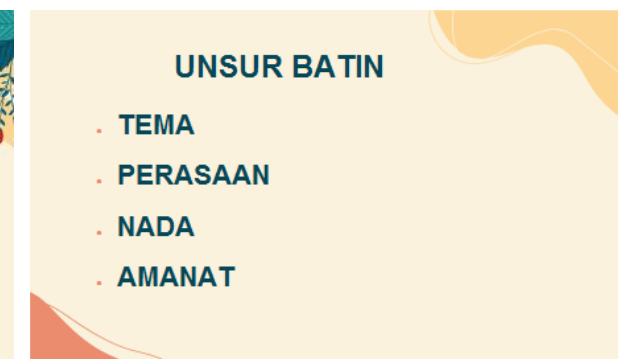 UNSUR BATIN
. TEMA
. PERASAAN
. NADA
. AMANAT